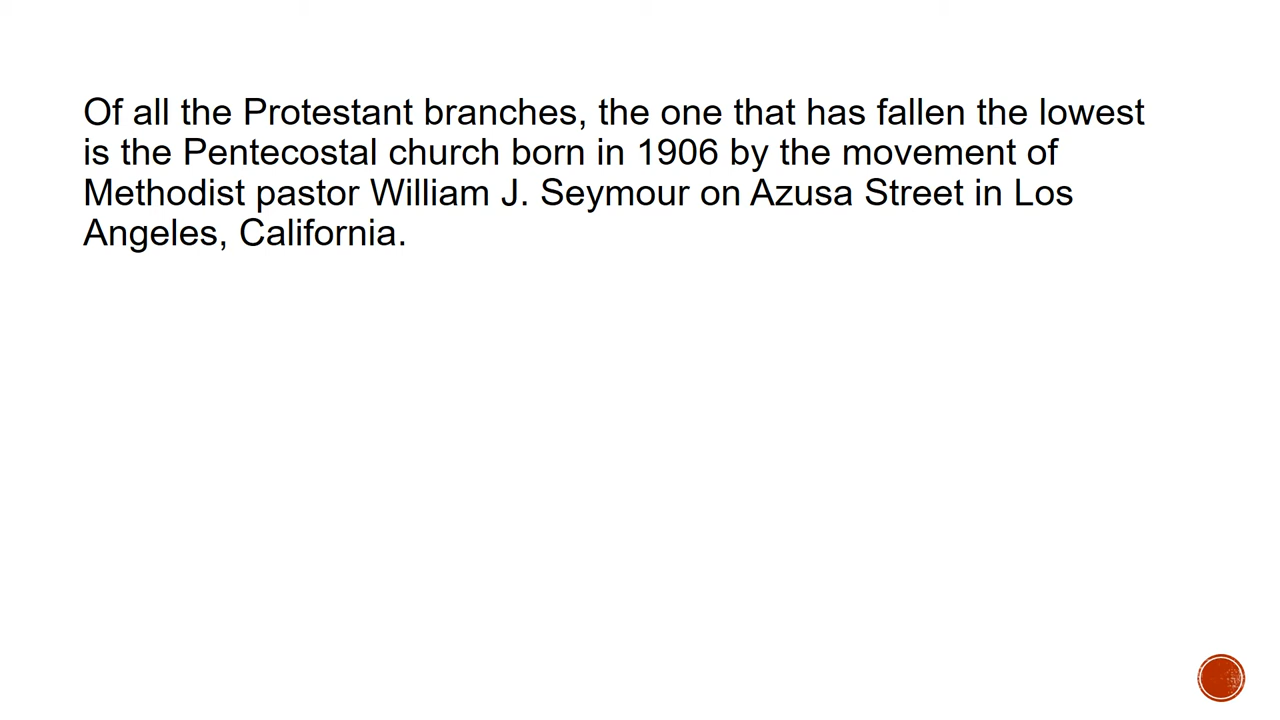 Of all the Protestant branches, the one that has fallen the lowest
is the Pentecostal church born in 1906 by the movement of
Methodist pastor William J. Seymour on Azusa Street in Los
Angeles, California.